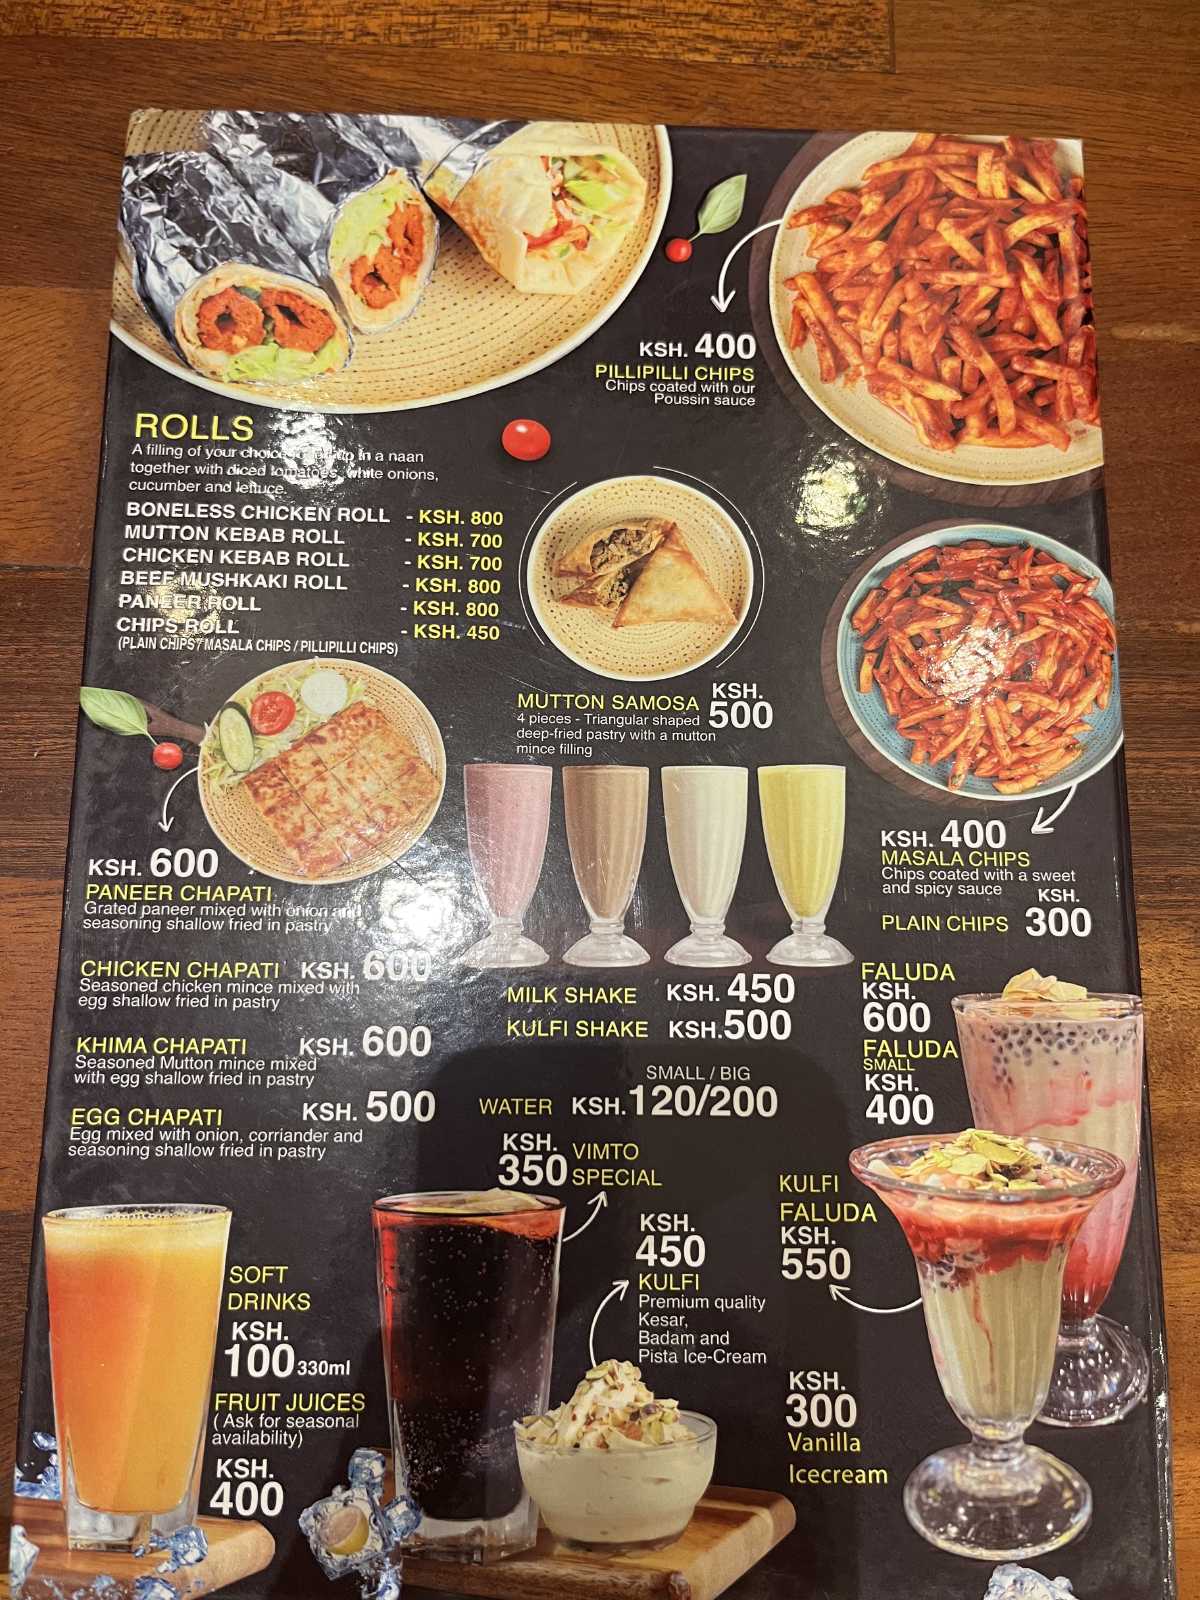 KSH. 400
PILLIPILLI CHIPS
Chips coated with our
Poussin sauce
ROLLS
A filling of your choice in a naan
together with diced tomatoes, white onions,
cucumber and lettuce.
BONELESS CHICKEN ROLL - KSH. 800
MUTTON KEBAB ROLL - KSH. 700
CHICKEN KEBAB ROLL - KSH. 700
BEEF MUSHKAKI ROLL - KSH. 800
PANEER ROLL - KSH. 800
CHIPS ROLL - KSH. 450
(PLAIN CHIPS / MASALA CHIPS / PILLIPILLI CHIPS)
MUTTON SAMOSA KSH. 500
4 pieces - Triangular shaped
deep-fried pastry with a mutton
mince filling
KSH. 400
MASALA CHIPS
Chips coated with a sweet
and spicy sauce
PLAIN CHIPS KSH. 300
KSH. 600
PANEER CHAPATI
Grated paneer mixed with onion and
seasoning shallow fried in pastry
CHICKEN CHAPATI KSH. 600
Seasoned chicken mince mixed with
egg shallow fried in pastry
KHIMA CHAPATI KSH. 600
Seasoned Mutton mince mixed
with egg shallow fried in pastry
EGG CHAPATI KSH. 500
Egg mixed with onion, corriander and
seasoning shallow fried in pastry
MILK SHAKE KSH. 450
KULFI SHAKE KSH. 500
SMALL / BIG
WATER KSH. 120/200
FALUDA
KSH.
600
FALUDA
SMALL
KSH.
400
KSH.
350 VIMTO
SPECIAL
KULFI
FALUDA
KSH.
550
KSH.
450
KULFI
Premium quality
Kesar,
Badam and
Pista Ice-Cream
SOFT
DRINKS
KSH.
100 330ml
FRUIT JUICES
( Ask for seasonal
availability)
KSH.
400
KSH.
300
Vanilla
Icecream